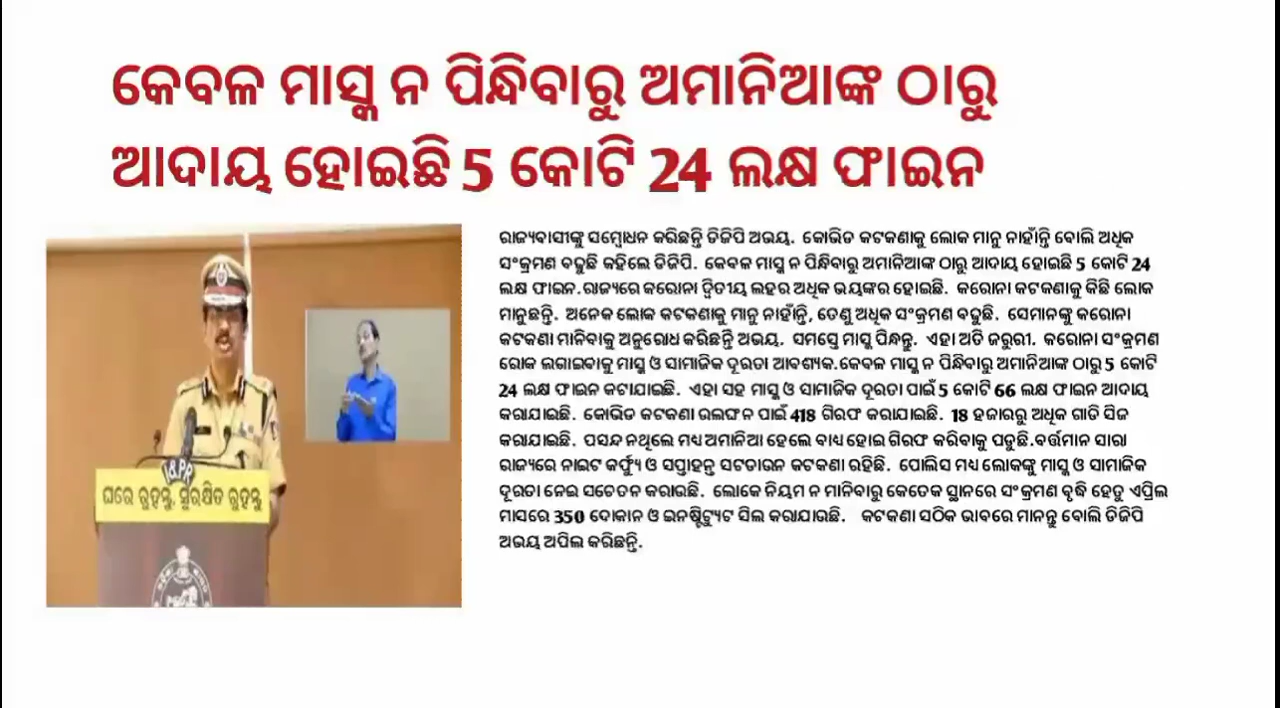 କେବଳ ମାସ୍କ ନ ପିନ୍ଧିବାରୁ ଅମାନିଆଙ୍କ ଠାରୁ
ଆଦାୟ ହୋଇଛି 5 କୋଟି 24 ଲକ୍ଷ ଫାଇନ
ରାଜ୍ୟବାସୀଙ୍କୁ ସମ୍ବୋଧନ କରିଛନ୍ତି ଡିଜିପି ଅଭୟ. କୋଭିଡ କଟକଣାକୁ ଲୋକ ମାନୁ ନାହାଁନ୍ତି ବୋଲି ଅଧିକ
ସଂକ୍ରମଣ ବଢୁଛି କହିଲେ ଡିଜିପି. କେବଳ ମାସ୍କ ନ ପିନ୍ଧିବାରୁ ଅମାନିଆଙ୍କ ଠାରୁ ଆଦାୟ ହୋଇଛି 5 କୋଟି 24
ଲକ୍ଷ ଫାଇନ.ରାଜ୍ୟରେ କରୋନା ଦ୍ୱିତୀୟ ଲହର ଅଧିକ ଭୟଙ୍କର ହୋଇଛି. କରୋନା କଟକଣାକୁ କିଛି ଲୋକ
ମାନୁଛନ୍ତି. ଅନେକ ଲୋକ କଟକଣାକୁ ମାନୁ ନାହାଁନ୍ତି, ତେଣୁ ଅଧିକ ସଂକ୍ରମଣ ବଢୁଛି. ସେମାନଙ୍କୁ କରୋନା
କଟକଣା ମାନିବାକୁ ଅନୁରୋଧ କରିଛନ୍ତି ଅଭୟ. ସମସ୍ତେ ମାସ୍କ ପିନ୍ଧନ୍ତୁ. ଏହା ଅତି ଜରୁରୀ. କରୋନା ସଂକ୍ରମଣ
ରୋକ ଲଗାଇବାକୁ ମାସ୍କ ଓ ସାମାଜିକ ଦୂରତା ଆବଶ୍ୟକ.କେବଳ ମାସ୍କ ନ ପିନ୍ଧିବାରୁ ଅମାନିଆଙ୍କ ଠାରୁ 5 କୋଟି
24 ଲକ୍ଷ ଫାଇନ କଟାଯାଇଛି. ଏହା ସହ ମାସ୍କ ଓ ସାମାଜିକ ଦୂରତା ପାଇଁ 5 କୋଟି 66 ଲକ୍ଷ ଫାଇନ ଆଦାୟ
କରାଯାଇଛି. କୋଭିଡ କଟକଣା ଉଲଙ୍ଘନ ପାଇଁ 418 ଗିରଫ କରାଯାଇଛି. 18 ହଜାରରୁ ଅଧିକ ଗାଡି ସିଜ
କରାଯାଇଛି. ପସନ୍ଦ ନଥିଲେ ମଧ୍ୟ ଅମାନିଆ ହେଲେ ବାଧ୍ୟ ହୋଇ ଗିରଫ କରିବାକୁ ପଡୁଛି.ବର୍ତ୍ତମାନ ସାରା
ରାଜ୍ୟରେ ନାଇଟ କର୍ଫ୍ୟୁ ଓ ସପ୍ତାହନ୍ତ ସଟଡାଉନ କଟକଣା ରହିଛି. ପୋଲିସ ମଧ୍ୟ ଲୋକଙ୍କୁ ମାସ୍କ ଓ ସାମାଜିକ
ଦୂରତା ନେଇ ସଚେତନ କରାଉଛି. ଲୋକେ ନିୟମ ନ ମାନିବାରୁ କେତେକ ସ୍ଥାନରେ ସଂକ୍ରମଣ ବୃଦ୍ଧି ହେତୁ ଏପ୍ରିଲ
ମାସରେ 350 ଦୋକାନ ଓ ଇନଷ୍ଟିଚ୍ୟୁଟ ସିଲ କରାଯାଉଛି. କଟକଣା ସଠିକ ଭାବରେ ମାନନ୍ତୁ ବୋଲି ଡିଜିପି
ଅଭୟ ଅପିଲ କରିଛନ୍ତି.
I&PR
ଘରେ ରୁହନ୍ତୁ, ସୁରକ୍ଷିତ ରୁହନ୍ତୁ